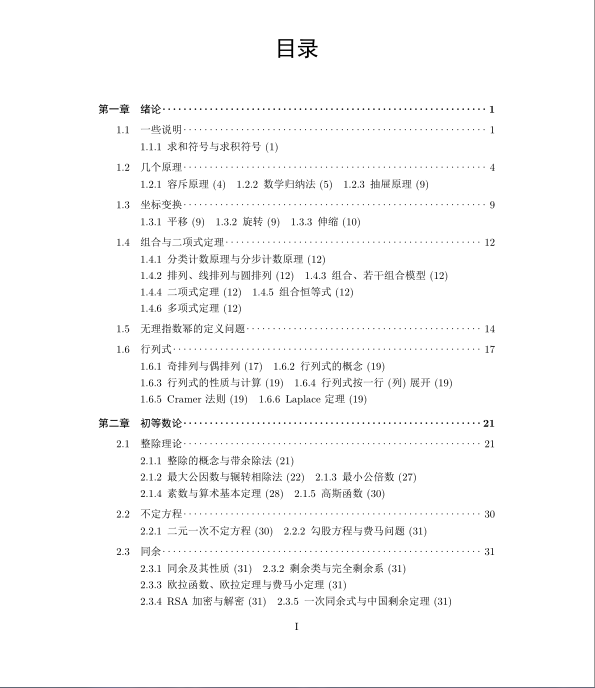 目录
第一章 绪论 1
1.1 一些说明 1
1.1.1 求和符号与求积符号 (1)
1.2 几个原理 4
1.2.1 容斥原理 (4) 1.2.2 数学归纳法 (5) 1.2.3 抽屉原理 (9)
1.3 坐标变换 9
1.3.1 平移 (9) 1.3.2 旋转 (9) 1.3.3 伸缩 (10)
1.4 组合与二项式定理 12
1.4.1 分类计数原理与分步计数原理 (12)
1.4.2 排列、线排列与圆排列 (12) 1.4.3 组合、若干组合模型 (12)
1.4.4 二项式定理 (12) 1.4.5 组合恒等式 (12)
1.4.6 多项式定理 (12)
1.5 无理指数幂的定义问题 14
1.6 行列式 17
1.6.1 奇排列与偶排列 (17) 1.6.2 行列式的概念 (19)
1.6.3 行列式的性质与计算 (19) 1.6.4 行列式按一行 (列) 展开 (19)
1.6.5 Cramer 法则 (19) 1.6.6 Laplace 定理 (19)
第二章 初等数论 21
2.1 整除理论 21
2.1.1 整除的概念与带余除法 (21)
2.1.2 最大公因数与辗转相除法 (22) 2.1.3 最小公倍数 (27)
2.1.4 素数与算术基本定理 (28) 2.1.5 高斯函数 (30)
2.2 不定方程 30
2.2.1 二元一次不定方程 (30) 2.2.2 勾股方程与费马问题 (31)
2.3 同余 31
2.3.1 同余及其性质 (31) 2.3.2 剩余类与完全剩余系 (31)
2.3.3 欧拉函数、欧拉定理与费马小定理 (31)
2.3.4 RSA 加密与解密 (31) 2.3.5 一次同余式与中国剩余定理 (31)
I